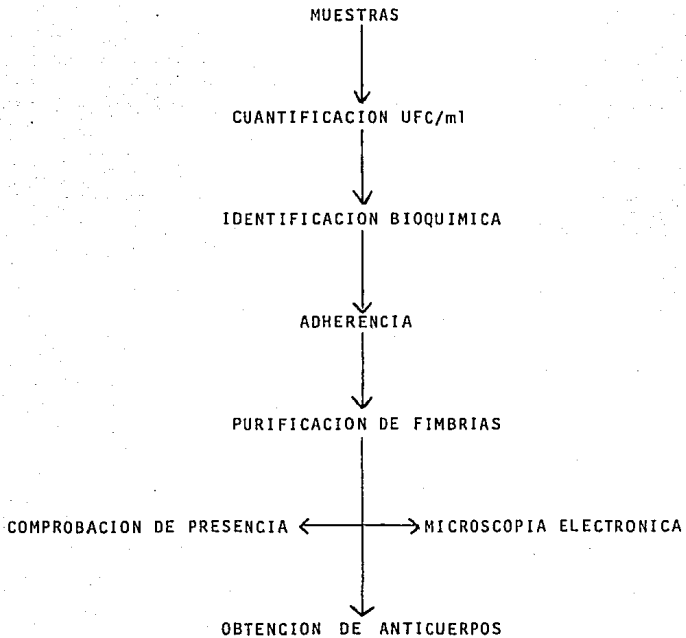 MUESTRAS
CUANTIFICACION UFC/ml
IDENTIFICACION BIOQUIMICA
ADHERENCIA
PURIFICACION DE FIMBRIAS
COMPROBACION DE PRESENCIA
MICROSCOPIA ELECTRONICA
OBTENCION DE ANTICUERPOS